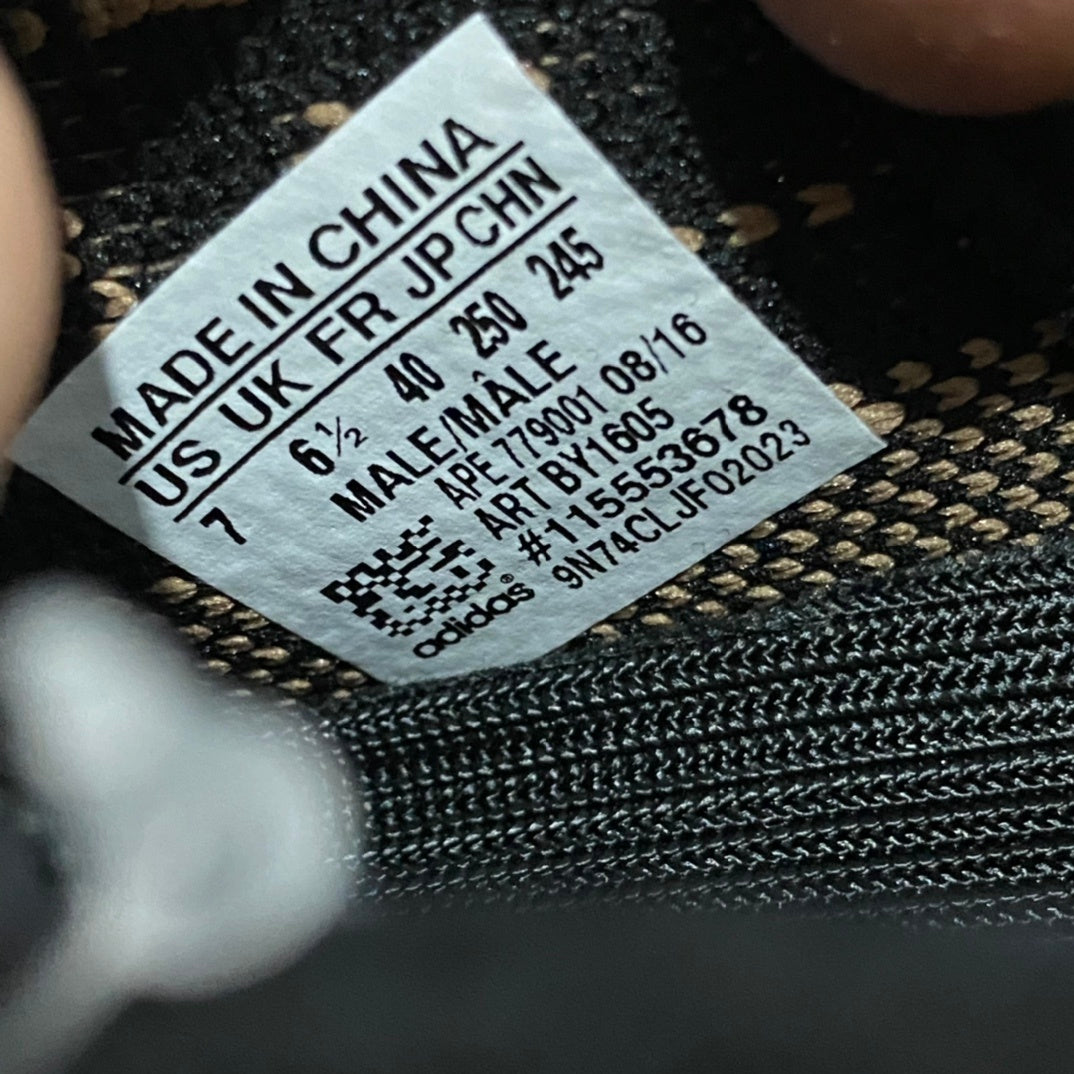 MADE IN CHINA
US UK FR JP CHN
7 6½ 40 250 245
MALE/MÂLE
APE 779001 08/16
ART BY1605
#115553678
9N74CLJF02023
adidas®